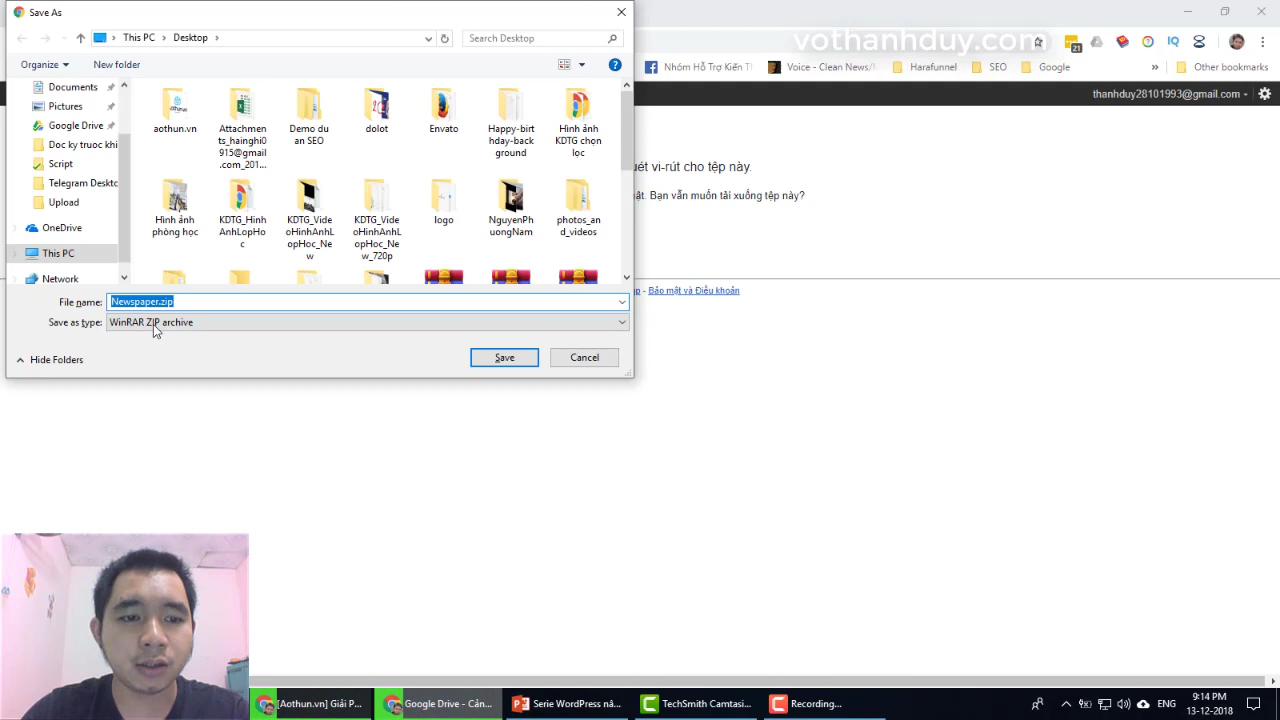 Save As
vothanhduy.com
This PC
Desktop
Search Desktop
21
Organize
New folder
Nhóm Hỗ Trợ Kiến T
Voice - Clean News/
Harafunnel
SEO
Google
»
Other bookmarks
thanhduy28101993@gmail.com
Documents
Pictures
Google Drive
Doc ky truoc khi
Script
Telegram Deskto
Upload
OneDrive
This PC
Network
aothun.vn
Attachments_hainghi0915@gmail.com_201...
Demo du an SEO
dolot
Envato
Happy-birthday-background
Hình ảnh KDTG chọn lọc
Hình ảnh phòng học
KDTG_HinhAnhLopHoc
KDTG_VideoHinhAnhLopHoc_New
KDTG_VideoHinhAnhLopHoc_New_720p
logo
NguyenPhuongNam
photos_and_videos
uét vi-rút cho tệp này.
ật. Bạn vẫn muốn tải xuống tệp này?
Bảo mật và Điều khoản
File name:
Newspaper.zip
Save as type:
WinRAR ZIP archive
Hide Folders
Save
Cancel
[Aothun.vn] Giải P...
Google Drive - Cản...
Serie WordPress nâ...
TechSmith Camtasi...
Recording...
ENG
9:14 PM
13-12-2018